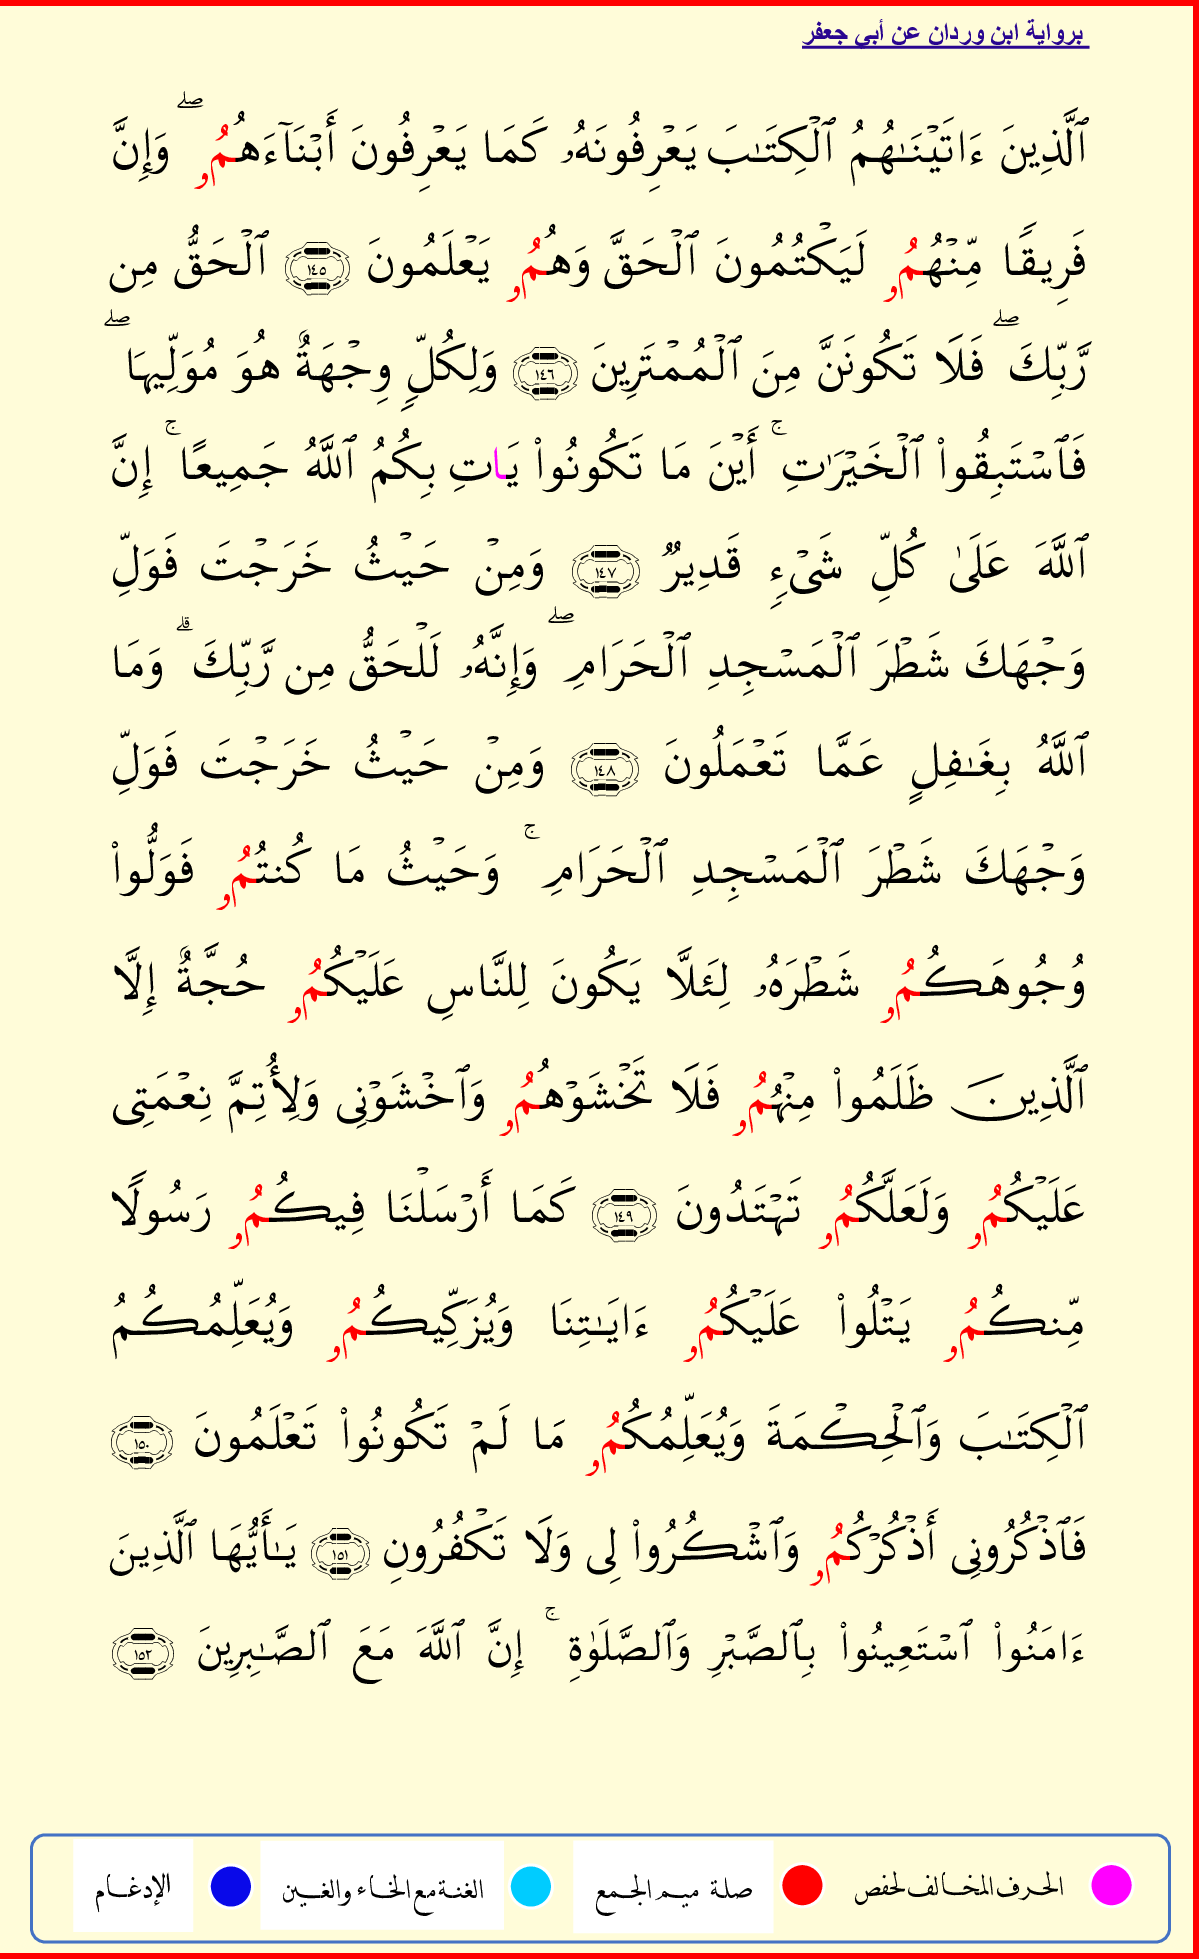 برواية ابن وردان عن أبي جعفر
ٱلَّذِينَ ءَاتَيۡنَـٰهُمُ ٱلۡكِتَـٰبَ يَعۡرِفُونَهُۥ كَمَا يَعۡرِفُونَ أَبۡنَآءَهُمُۥ ۖ وَإِنَّ
فَرِيقًا مِّنۡهُمُۥ لَيَكۡتُمُونَ ٱلۡحَقَّ وَهُمُۥ يَعۡلَمُونَ ١٤٥ ٱلۡحَقُّ مِن
رَّبِّكَ ۖ فَلَا تَكُونَنَّ مِنَ ٱلۡمُمۡتَرِينَ ١٤٦ وَلِكُلࣲّ وِجۡهَةٌ هُوَ مُوَلِّيهَا ۖ
فَٱسۡتَبِقُوا۟ ٱلۡخَيۡرَٰتِ ۚ أَيۡنَ مَا تَكُونُوا۟ يَاتِ بِكُمُ ٱللَّهُ جَمِيعًا ۚ إِنَّ
ٱللَّهَ عَلَىٰ كُلِّ شَىۡءࣲ قَدِيرࣱ ١٤٧ وَمِنۡ حَيۡثُ خَرَجۡتَ فَوَلِّ
وَجۡهَكَ شَطۡرَ ٱلۡمَسۡجِدِ ٱلۡحَرَامِ ۖ وَإِنَّهُۥ لَلۡحَقُّ مِن رَّبِّكَ ۗ وَمَا
ٱللَّهُ بِغَـٰفِلٍ عَمَّا تَعۡمَلُونَ ١٤٨ وَمِنۡ حَيۡثُ خَرَجۡتَ فَوَلِّ
وَجۡهَكَ شَطۡرَ ٱلۡمَسۡجِدِ ٱلۡحَرَامِ ۚ وَحَيۡثُ مَا كُنتُمُۥ فَوَلُّوا۟
وُجُوهَكُمُۥ شَطۡرَهُۥ لِئَلَّا يَكُونَ لِلنَّاسِ عَلَيۡكُمُۥ حُجَّةٌ إِلَّا
ٱلَّذِينَ ظَلَمُوا۟ مِنۡهُمُۥ فَلَا تَخۡشَوۡهُمُۥ وَٱخۡشَوۡنِى وَلِأُتِمَّ نِعۡمَتِى
عَلَيۡكُمُۥ وَلَعَلَّكُمُۥ تَهۡتَدُونَ ١٤٩ كَمَا أَرۡسَلۡنَا فِيكُمُۥ رَسُولًا
مِّنكُمُۥ يَتۡلُوا۟ عَلَيۡكُمُۥ ءَايَـٰتِنَا وَيُزَكِّيكُمُۥ وَيُعَلِّمُكُمُ
ٱلۡكِتَـٰبَ وَٱلۡحِكۡمَةَ وَيُعَلِّمُكُمُۥ مَا لَمۡ تَكُونُوا۟ تَعۡلَمُونَ ١٥٠
فَٱذۡكُرُونِى أَذۡكُرۡكُمُۥ وَٱشۡكُرُوا۟ لِى وَلَا تَكۡفُرُونِ ١٥١ يَـٰٓأَيُّهَا ٱلَّذِينَ
ءَامَنُوا۟ ٱسۡتَعِينُوا۟ بِٱلصَّبۡرِ وَٱلصَّلَوٰةِ ۚ إِنَّ ٱللَّهَ مَعَ ٱلصَّـٰبِرِينَ ١٥٢
الحرف المخالف لحفص صلة ميم الجمع الغنة مع الخاء والغين الإدغام